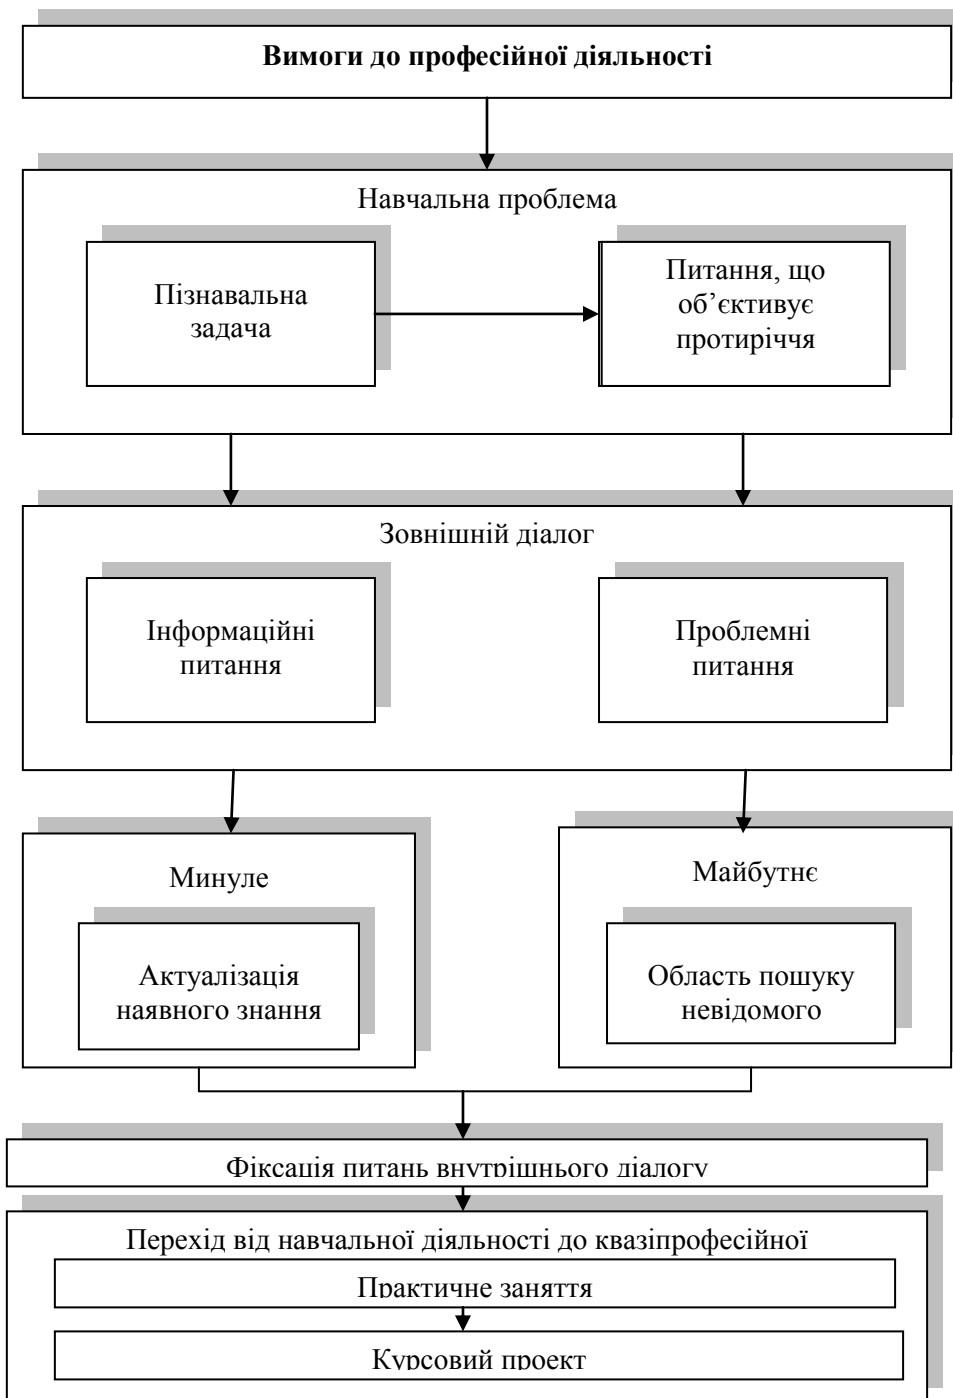 Вимоги до професійної діяльності
Навчальна проблема
Пізнавальна
задача
Питання, що
об’єктивує
протиріччя
Зовнішній діалог
Інформаційні
питання
Проблемні
питання
Минуле
Актуалізація
наявного знання
Майбутнє
Область пошуку
невідомого
Фіксація питань внутрішнього діалогу
Перехід від навчальної діяльності до квазіпрофесійної
Практичне заняття
Курсовий проект